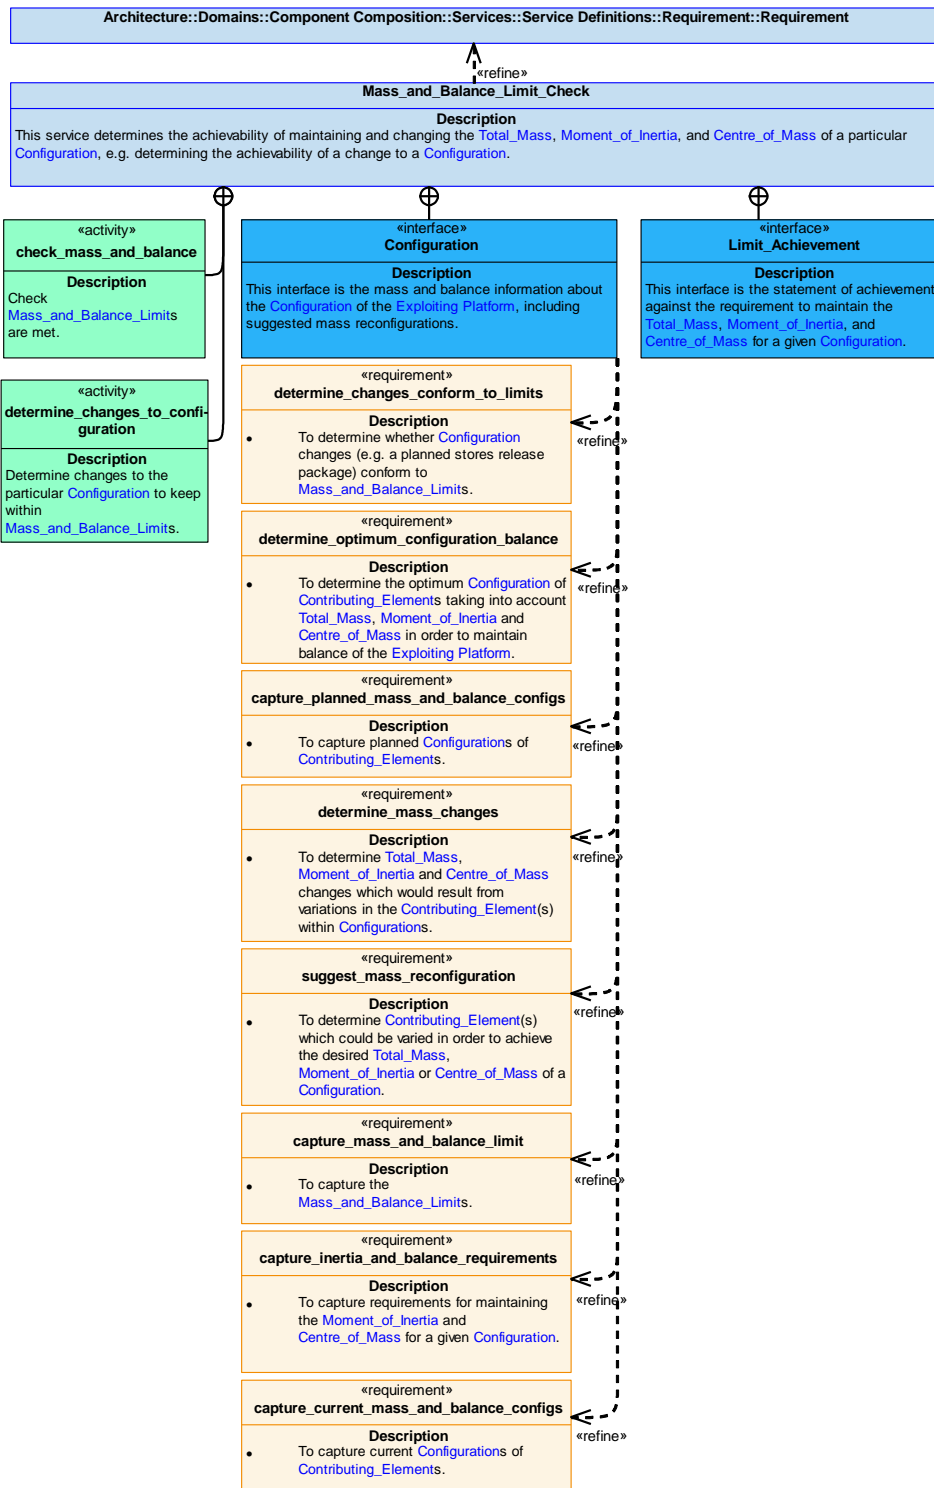 Architecture::Domains::Component Composition::Services::Service Definitions::Requirement::Requirement
«refine»
Mass_and_Balance_Limit_Check
Description
This service determines the achievability of maintaining and changing the Total_Mass, Moment_of_Inertia, and Centre_of_Mass of a particular
Configuration, e.g. determining the achievability of a change to a Configuration.
«activity»
check_mass_and_balance
Description
Check
Mass_and_Balance_Limits
are met.
«activity»
determine_changes_to_confi-
guration
Description
Determine changes to the
particular Configuration to keep
within
Mass_and_Balance_Limits.
«interface»
Configuration
Description
This interface is the mass and balance information about
the Configuration of the Exploiting Platform, including
suggested mass reconfigurations.
«interface»
Limit_Achievement
Description
This interface is the statement of achievement
against the requirement to maintain the
Total_Mass, Moment_of_Inertia, and
Centre_of_Mass for a given Configuration.
«requirement»
determine_changes_conform_to_limits
Description
• To determine whether Configuration
changes (e.g. a planned stores release
package) conform to
Mass_and_Balance_Limits.
«refine»
«requirement»
determine_optimum_configuration_balance
Description
• To determine the optimum Configuration of
Contributing_Elements taking into account
Total_Mass, Moment_of_Inertia and
Centre_of_Mass in order to maintain
balance of the Exploiting Platform.
«refine»
«requirement»
capture_planned_mass_and_balance_configs
Description
• To capture planned Configurations of
Contributing_Elements.
«refine»
«requirement»
determine_mass_changes
Description
• To determine Total_Mass,
Moment_of_Inertia and Centre_of_Mass
changes which would result from
variations in the Contributing_Element(s)
within Configurations.
«refine»
«requirement»
suggest_mass_reconfiguration
Description
• To determine Contributing_Element(s)
which could be varied in order to achieve
the desired Total_Mass,
Moment_of_Inertia or Centre_of_Mass of a
Configuration.
«refine»
«requirement»
capture_mass_and_balance_limit
Description
• To capture the
Mass_and_Balance_Limits.
«refine»
«requirement»
capture_inertia_and_balance_requirements
Description
• To capture requirements for maintaining
the Moment_of_Inertia and
Centre_of_Mass for a given Configuration.
«refine»
«requirement»
capture_current_mass_and_balance_configs
Description
• To capture current Configurations of
Contributing_Elements.
«refine»